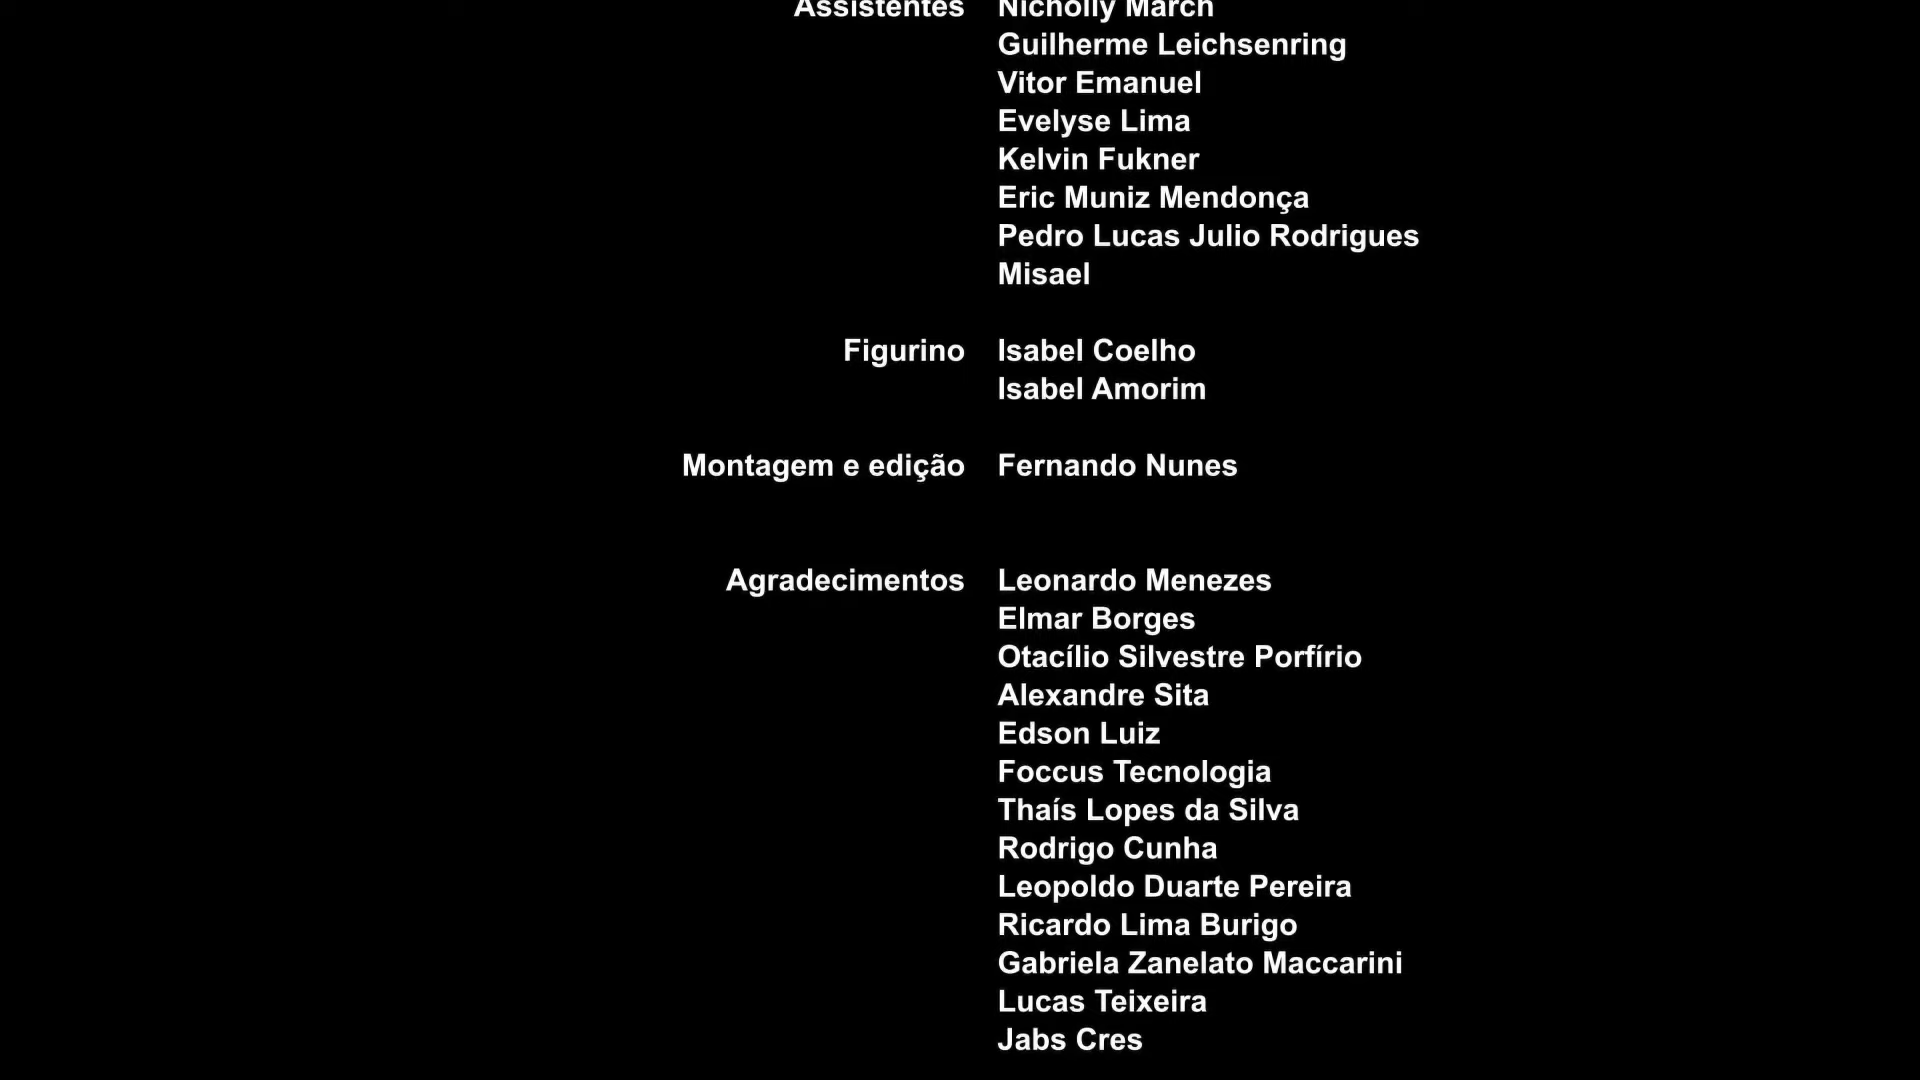 Assistentes Nicholly March
Guilherme Leichsenring
Vitor Emanuel
Evelyse Lima
Kelvin Fukner
Eric Muniz Mendonça
Pedro Lucas Julio Rodrigues
Misael
Figurino Isabel Coelho
Isabel Amorim
Montagem e edição Fernando Nunes
Agradecimentos Leonardo Menezes
Elmar Borges
Otacílio Silvestre Porfírio
Alexandre Sita
Edson Luiz
Foccus Tecnologia
Thaís Lopes da Silva
Rodrigo Cunha
Leopoldo Duarte Pereira
Ricardo Lima Burigo
Gabriela Zanelato Maccarini
Lucas Teixeira
Jabs Cres